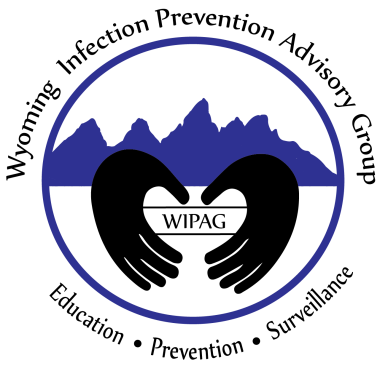 Wyoming Infection Prevention Advisory Group
WIPAG
Education • Prevention • Surveillance